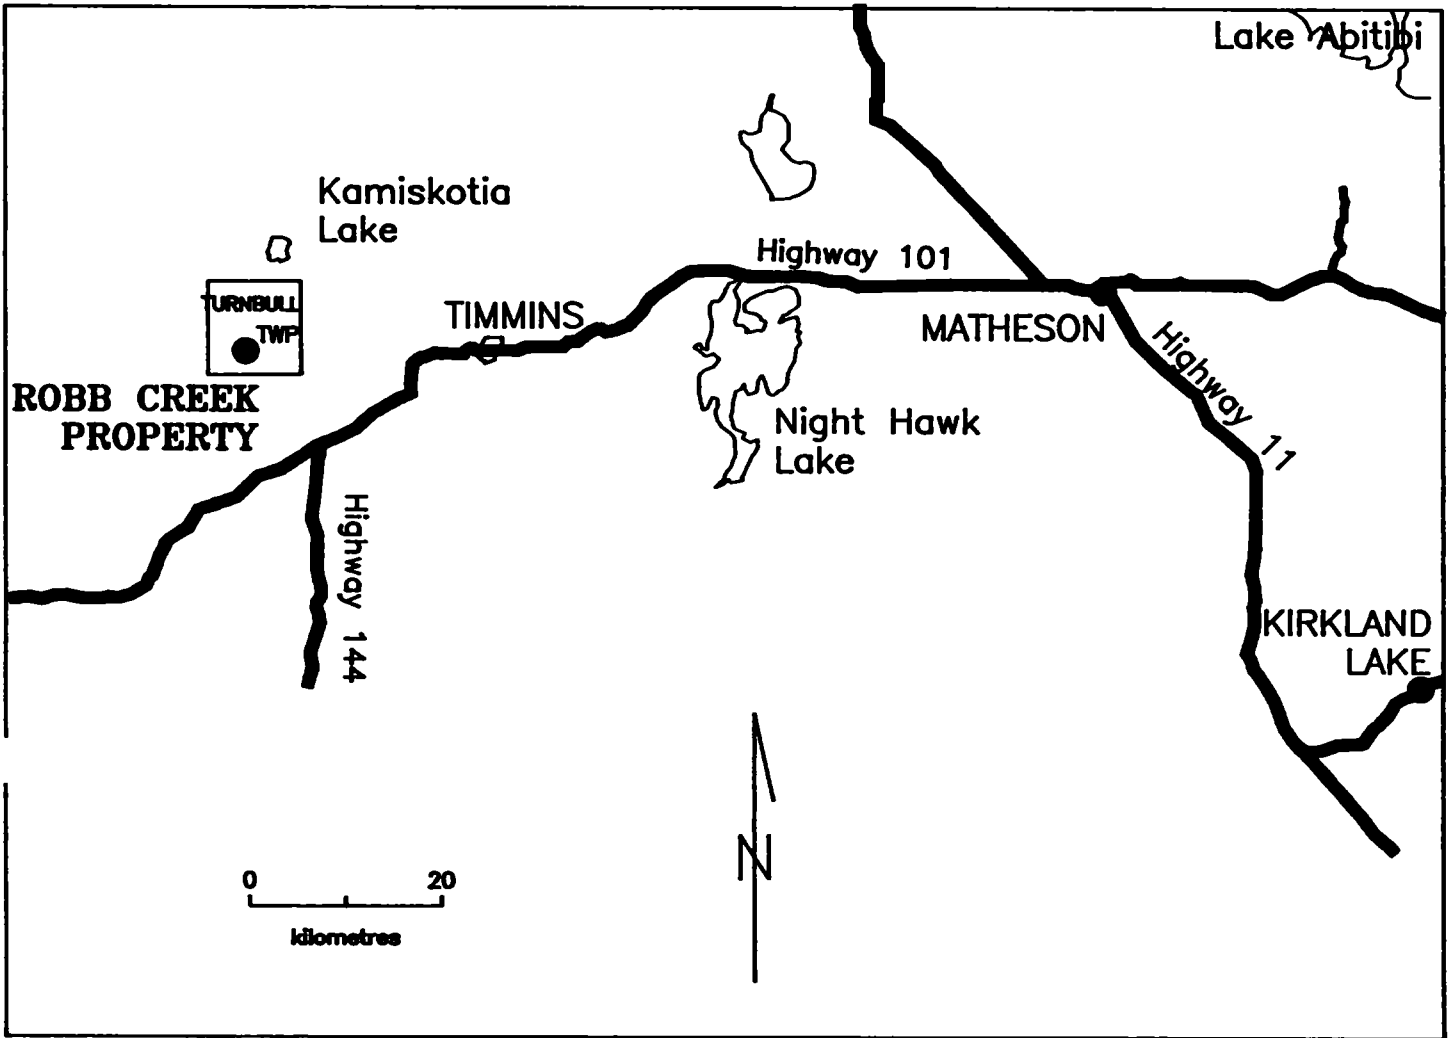 Lake Abitibi
Kamiskotia
Lake
Highway 101
TURNBULL
TWP
TIMMINS
MATHESON
Highway 11
ROBB CREEK
PROPERTY
Night Hawk
Lake
Highway 144
KIRKLAND
LAKE
N
0 20
kilometres